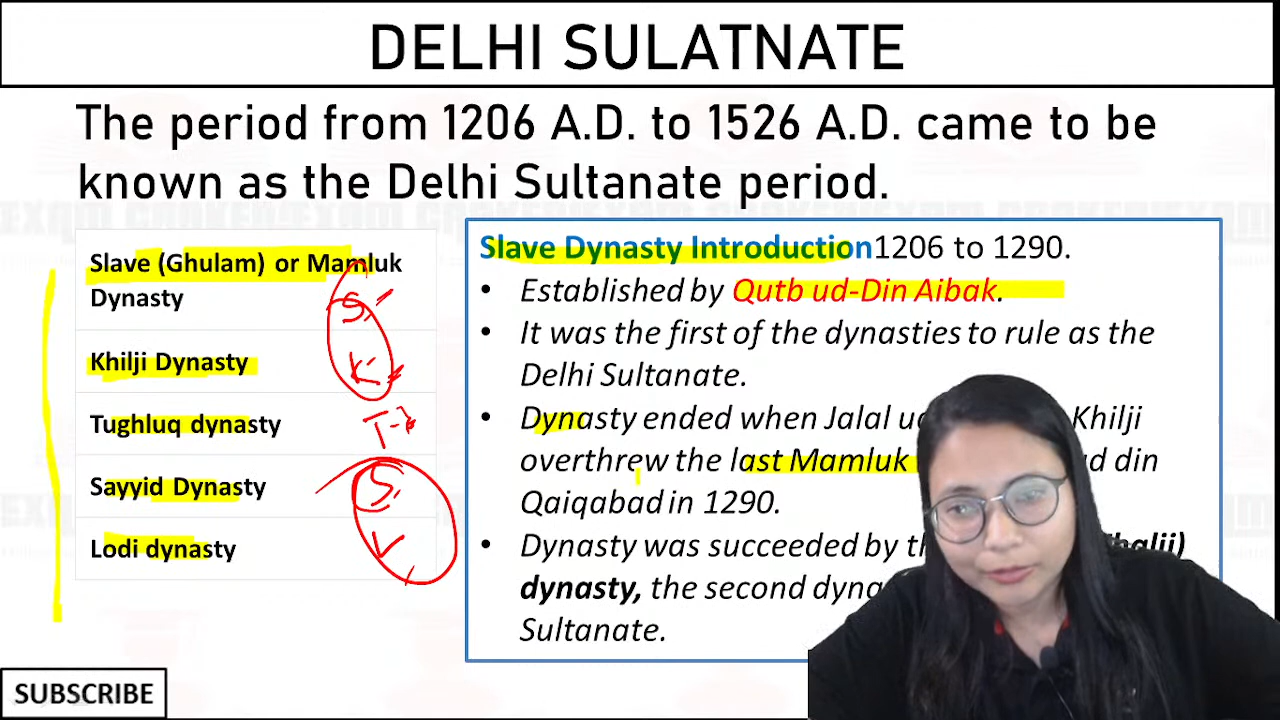 DELHI SULATNATE
The period from 1206 A.D. to 1526 A.D. came to be
known as the Delhi Sultanate period.
Slave (Ghulam) or Mamluk
Dynasty
Khilji Dynasty
Tughluq dynasty
Sayyid Dynasty
Lodi dynasty
S
K
T
S
L
Slave Dynasty Introduction1206 to 1290.
• Established by Qutb ud-Din Aibak.
• It was the first of the dynasties to rule as the
Delhi Sultanate.
• Dynasty ended when Jalal Khilji
overthrew the last Mamluk din
Qaiqabad in 1290.
• Dynasty was succeeded by
dynasty, the second
Sultanate.
SUBSCRIBE